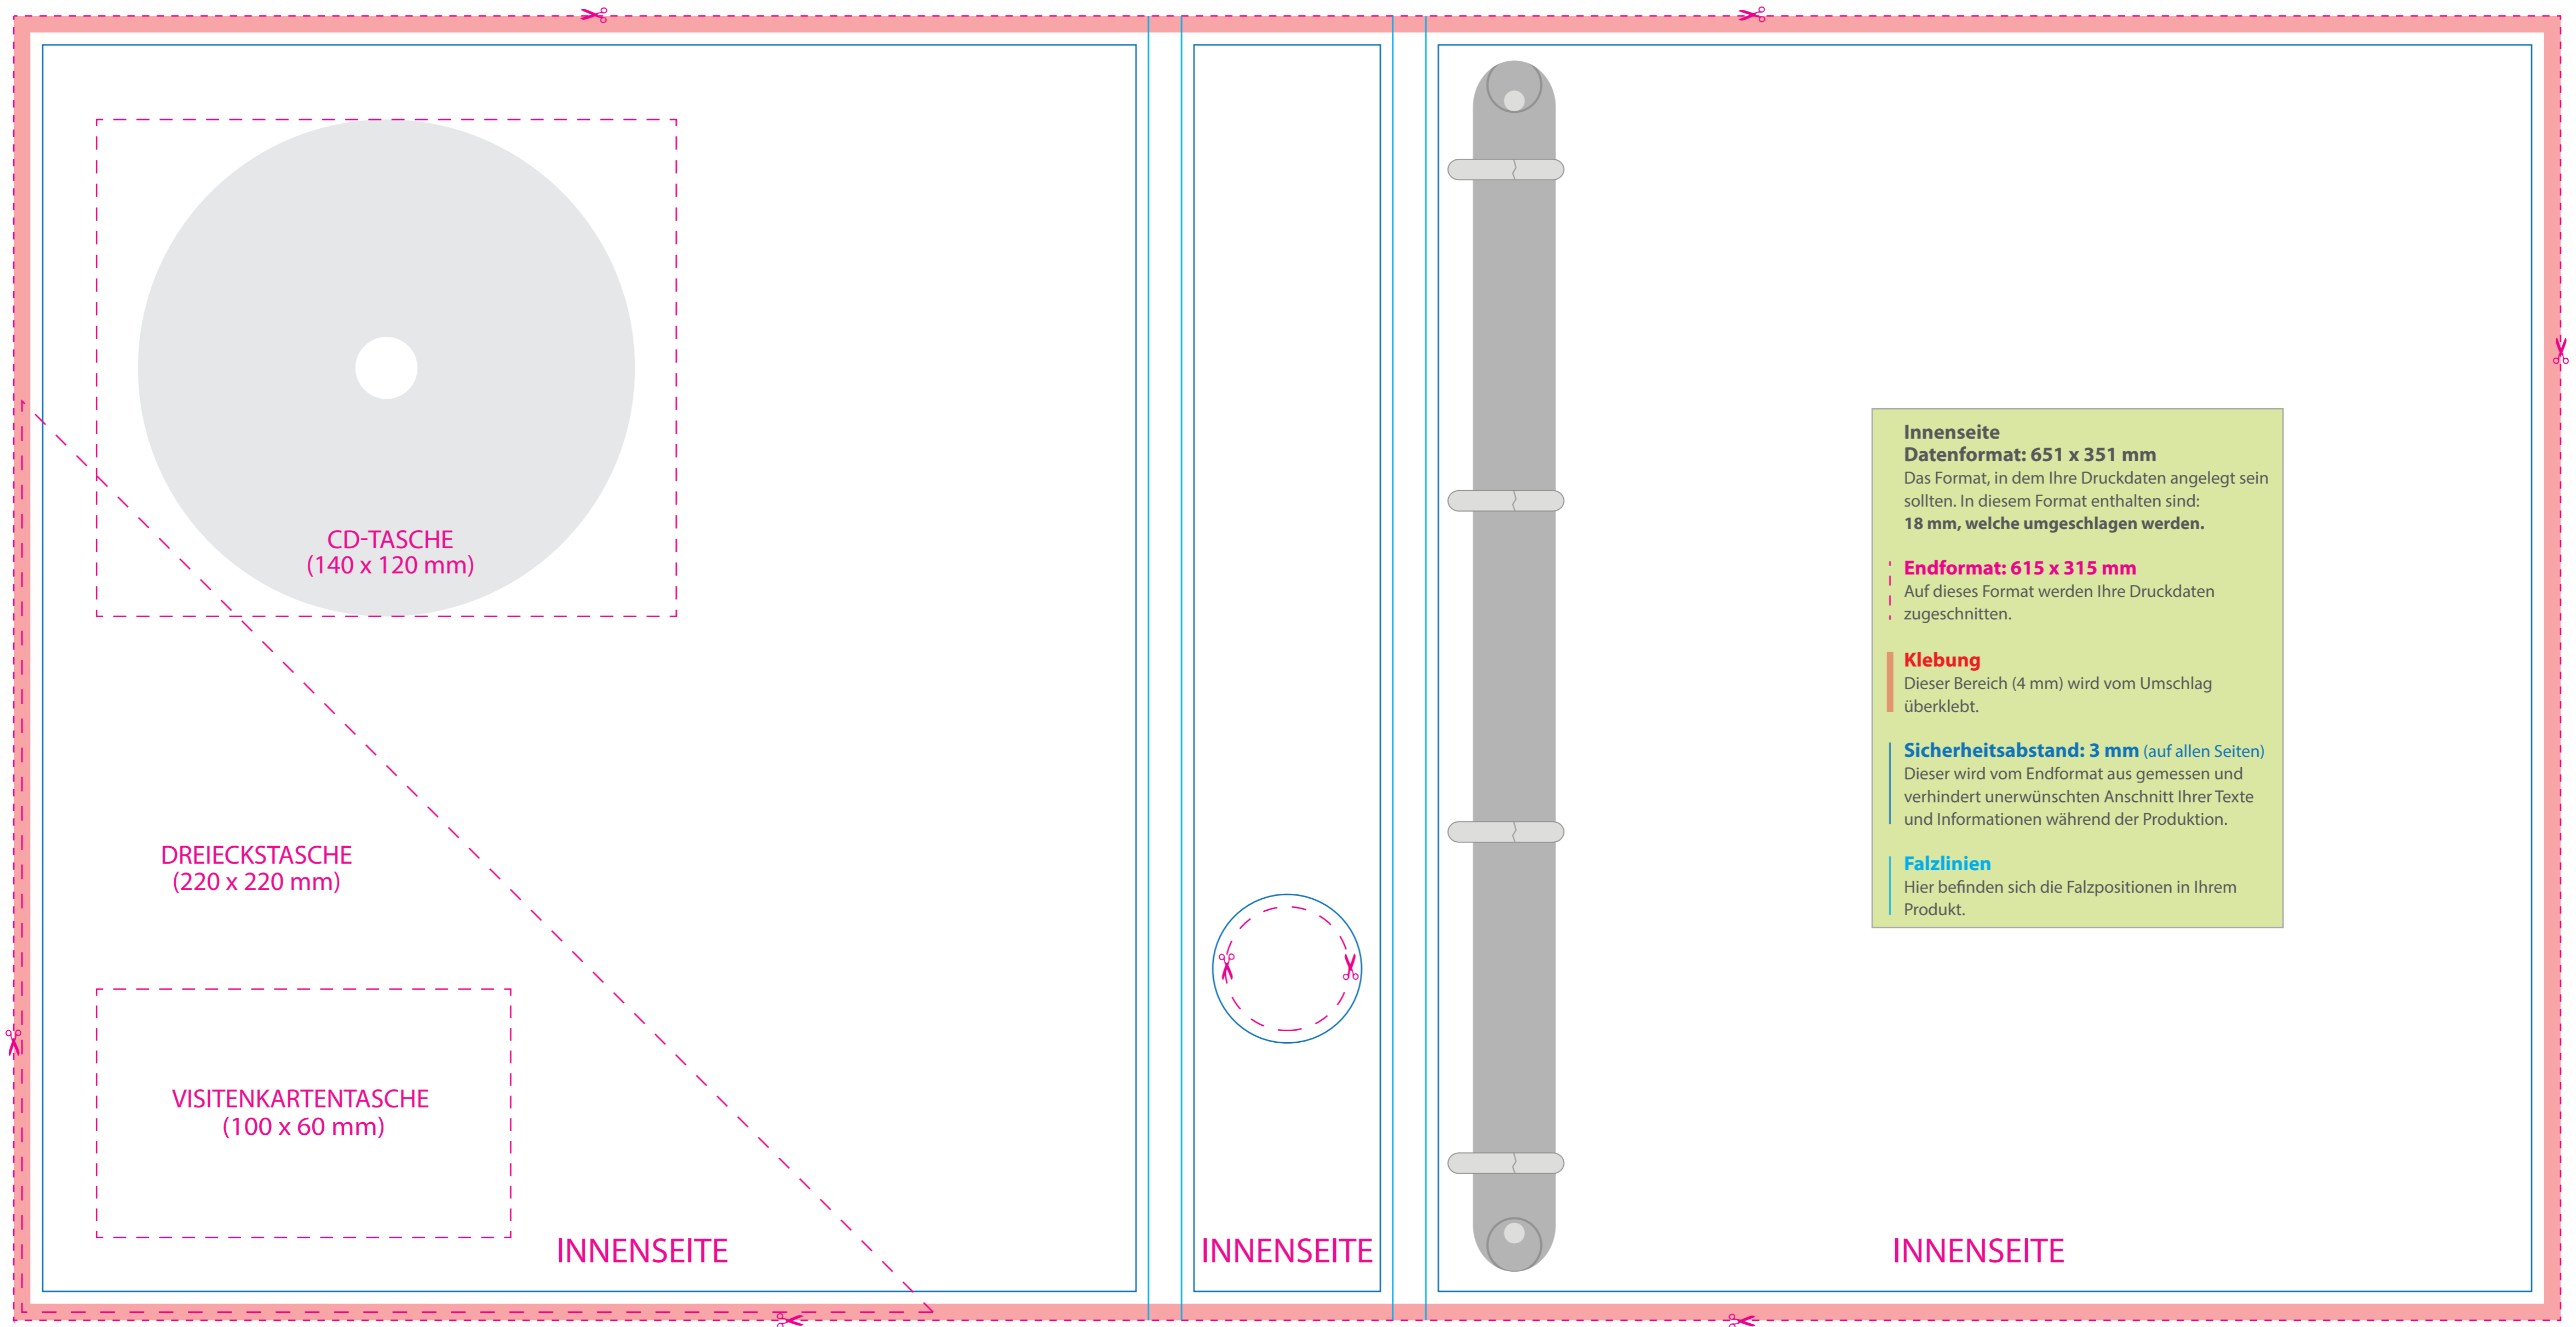 CD-TASCHE
(140 x 120 mm)
DREIECKSTASCHE
(220 x 220 mm)
VISITENKARTENTASCHE
(100 x 60 mm)
INNENSEITE
INNENSEITE
Innenseite
Datenformat: 651 x 351 mm
Das Format, in dem Ihre Druckdaten angelegt sein
sollten. In diesem Format enthalten sind:
18 mm, welche umgeschlagen werden.
Endformat: 615 x 315 mm
Auf dieses Format werden Ihre Druckdaten
zugeschnitten.
Klebung
Dieser Bereich (4 mm) wird vom Umschlag
überklebt.
Sicherheitsabstand: 3 mm (auf allen Seiten)
Dieser wird vom Endformat aus gemessen und
verhindert unerwünschten Anschnitt Ihrer Texte
und Informationen während der Produktion.
Falzlinien
Hier befinden sich die Falzpositionen in Ihrem
Produkt.
INNENSEITE